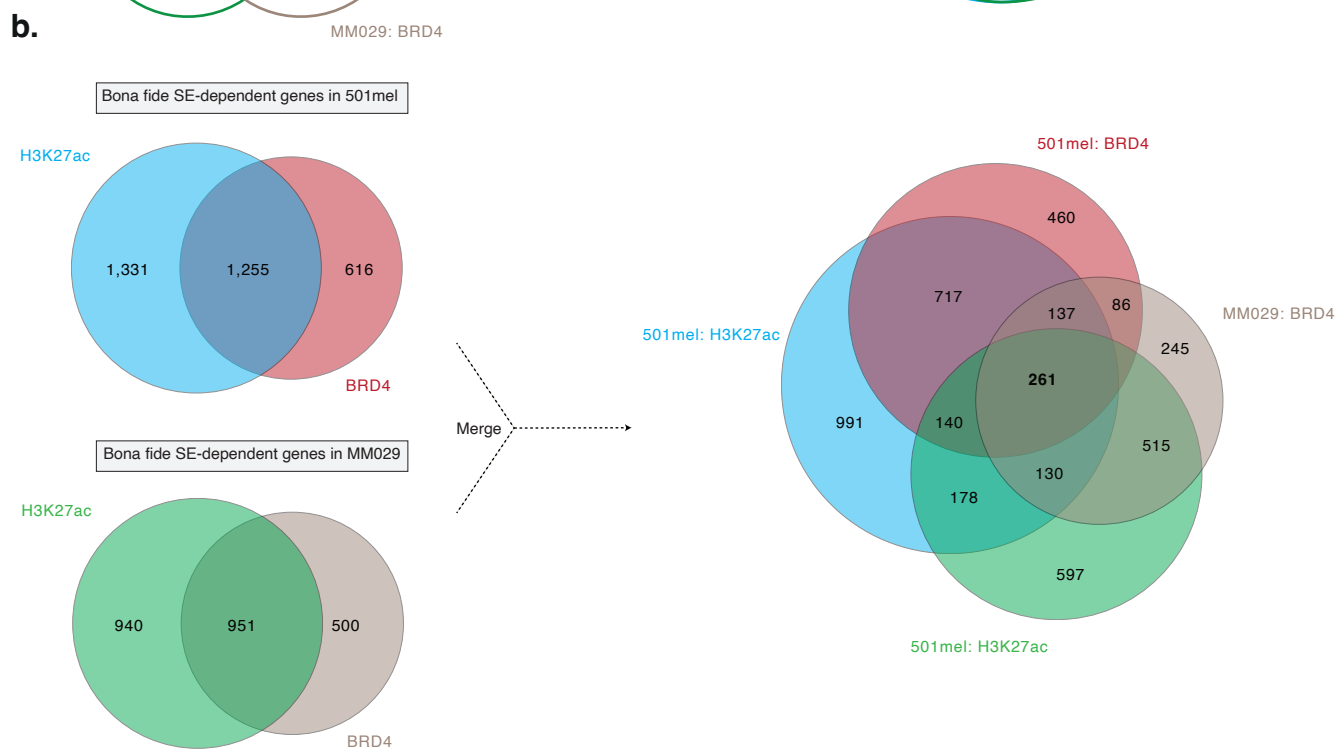 MM029: BRD4
b.
Bona fide SE-dependent genes in 501mel
H3K27ac
1,331
1,255
616
BRD4
Bona fide SE-dependent genes in MM029
H3K27ac
940
951
500
BRD4
Merge
501mel: BRD4
460
717
137
86
MM029: BRD4
501mel: H3K27ac
245
261
991
140
515
130
178
597
501mel: H3K27ac